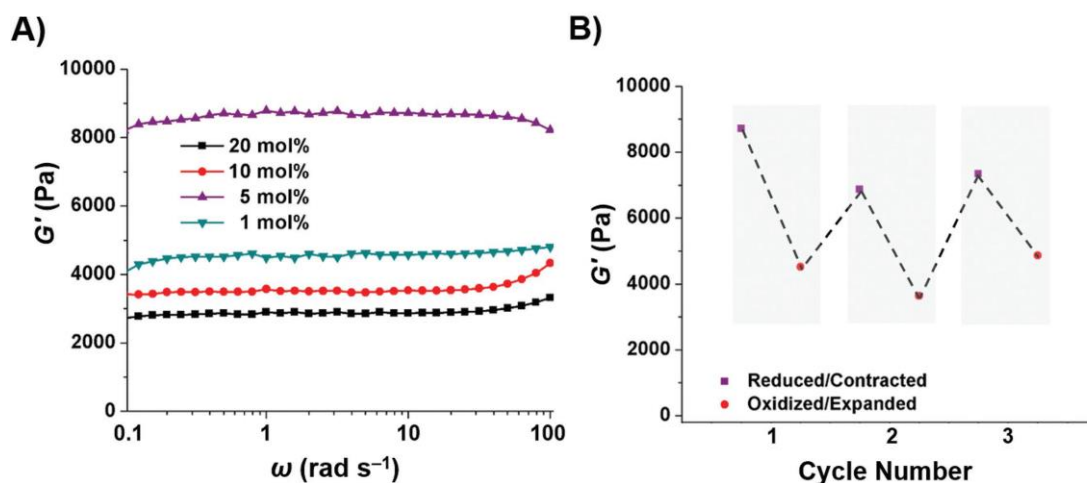 A)
10000
8000
6000
4000
2000
0
G′ (Pa)
20 mol%
10 mol%
5 mol%
1 mol%
0.1 1 10 100
ω (rad s⁻¹)
B)
10000
8000
6000
4000
2000
0
G′ (Pa)
Reduced/Contracted
Oxidized/Expanded
1 2 3
Cycle Number